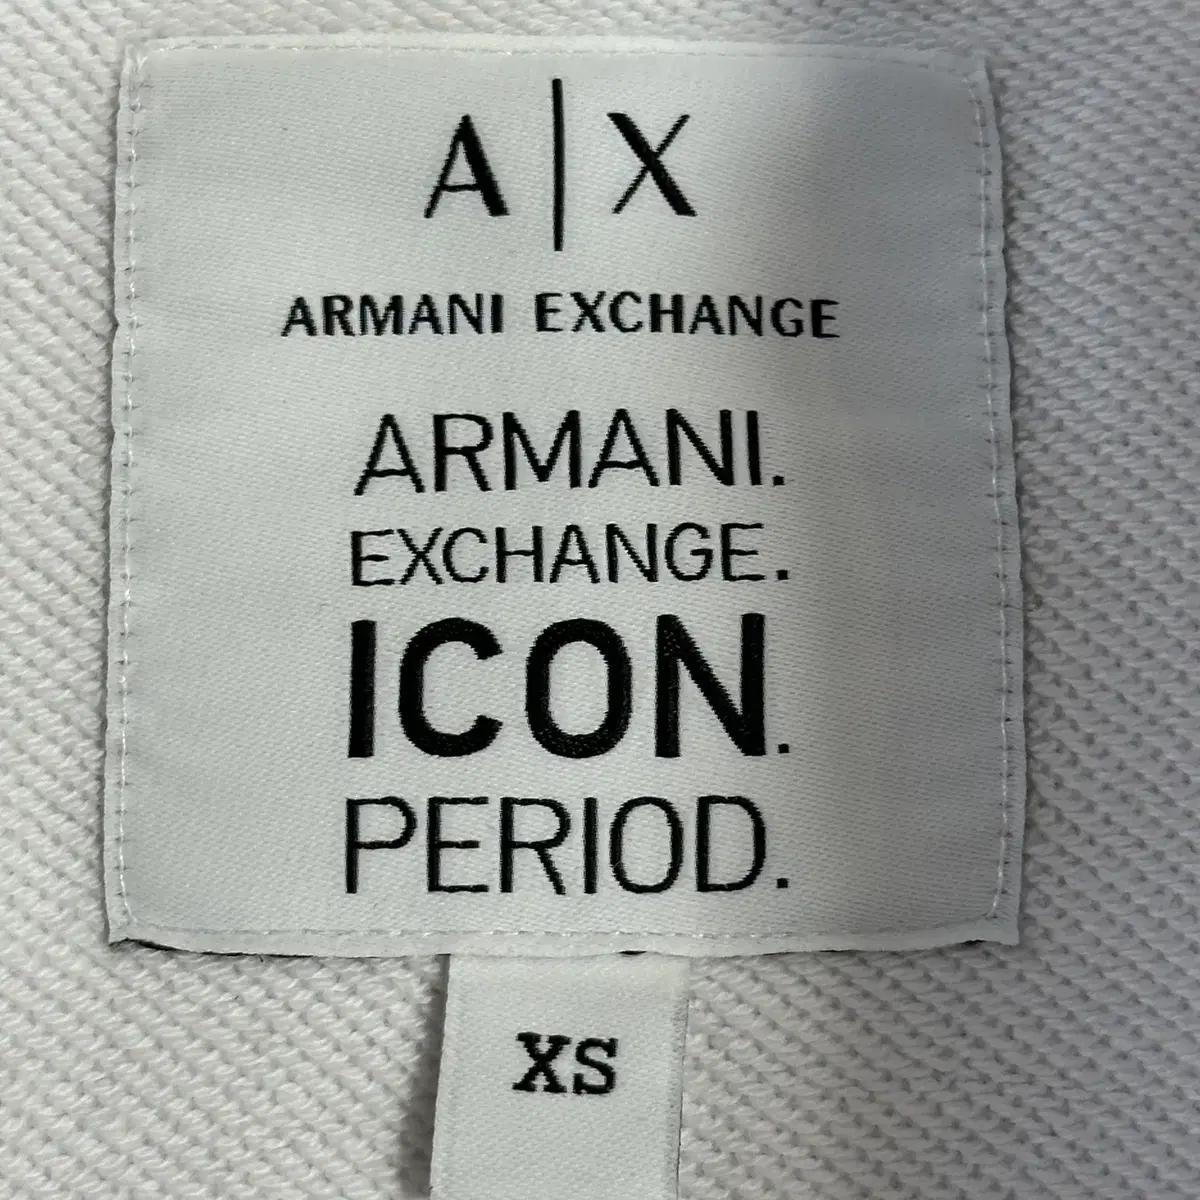 A|X
ARMANI EXCHANGE
ARMANI.
EXCHANGE.
ICON.
PERIOD.
XS